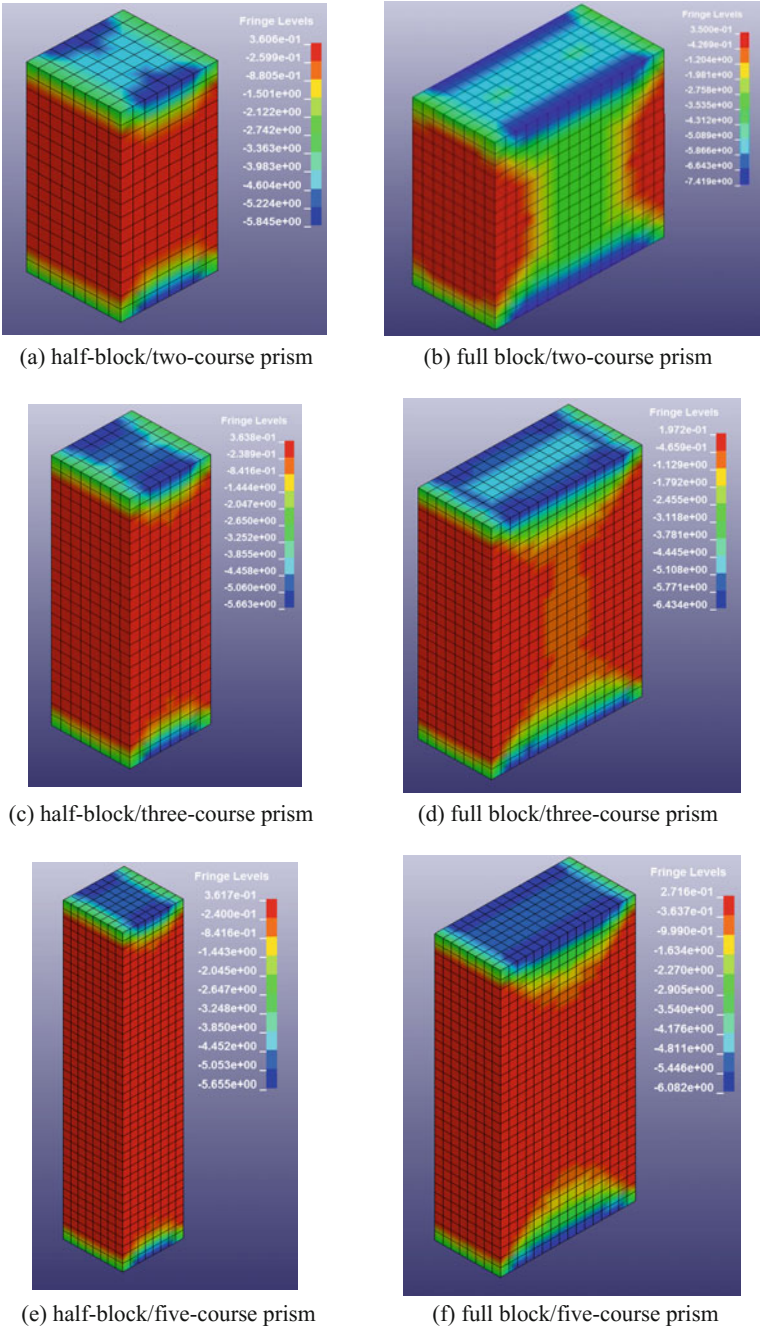 Fringe Levels
3.606e-01
-2.599e-01
-8.805e-01
-1.501e+00
-2.122e+00
-2.742e+00
-3.363e+00
-3.983e+00
-4.604e+00
-5.224e+00
-5.845e+00
(a) half-block/two-course prism
Fringe Levels
3.500e-01
-4.269e-01
-1.204e+00
-1.981e+00
-2.758e+00
-3.535e+00
-4.312e+00
-5.089e+00
-5.866e+00
-6.643e+00
-7.419e+00
(b) full block/two-course prism
Fringe Levels
3.638e-01
-2.389e-01
-8.416e-01
-1.444e+00
-2.047e+00
-2.650e+00
-3.252e+00
-3.855e+00
-4.458e+00
-5.060e+00
-5.663e+00
(c) half-block/three-course prism
Fringe Levels
1.972e-01
-4.659e-01
-1.129e+00
-1.792e+00
-2.455e+00
-3.118e+00
-3.781e+00
-4.445e+00
-5.108e+00
-5.771e+00
-6.434e+00
(d) full block/three-course prism
Fringe Levels
3.617e-01
-2.400e-01
-8.416e-01
-1.443e+00
-2.045e+00
-2.647e+00
-3.248e+00
-3.850e+00
-4.452e+00
-5.053e+00
-5.655e+00
(e) half-block/five-course prism
Fringe Levels
2.716e-01
-3.637e-01
-9.990e-01
-1.634e+00
-2.270e+00
-2.905e+00
-3.540e+00
-4.176e+00
-4.811e+00
-5.446e+00
-6.082e+00
(f) full block/five-course prism